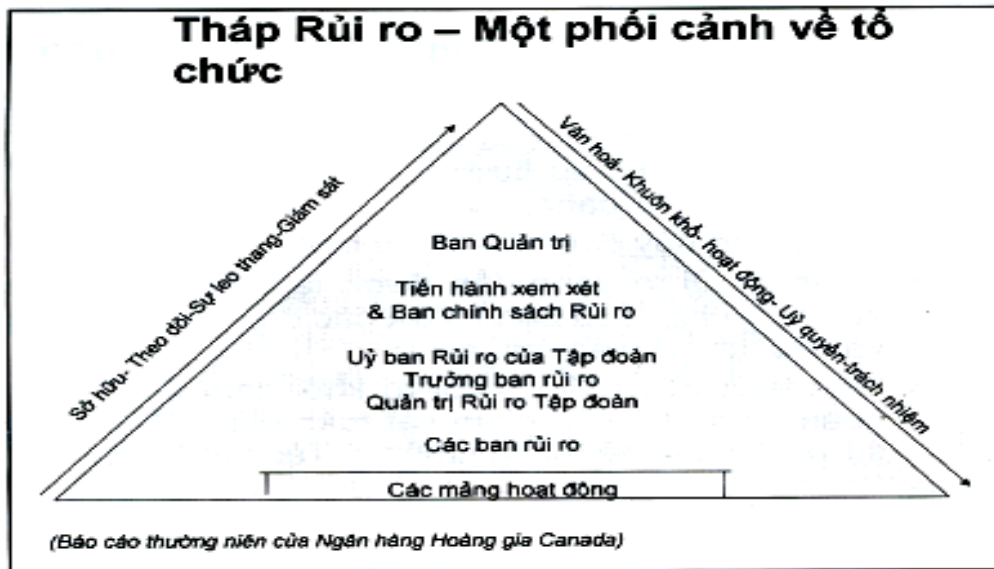 Tháp Rủi ro – Một phối cảnh về tổ
chức
Sở hữu- Theo dõi-Sự leo thang-Giám sát
Văn hoá- Khuôn khổ- hoạt động- Uỷ quyền-trách nhiệm
Ban Quản trị
Tiến hành xem xét
& Ban chính sách Rủi ro
Uỷ ban Rủi ro của Tập đoàn
Trưởng ban rủi ro
Quản trị Rủi ro Tập đoàn
Các ban rủi ro
Các mảng hoạt động
(Báo cáo thường niên của Ngân hàng Hoàng gia Canada)